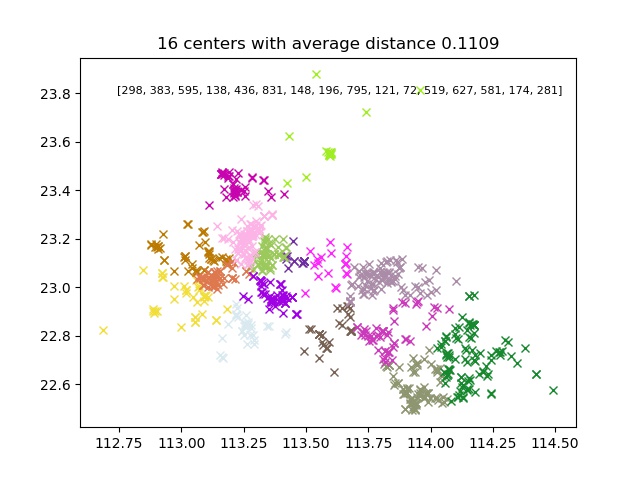 16 centers with average distance 0.1109
[298, 383, 595, 138, 436, 831, 148, 196, 795, 121, 72, 519, 627, 581, 174, 281]
23.8
23.6
23.4
23.2
23.0
22.8
22.6
112.75 113.00 113.25 113.50 113.75 114.00 114.25 114.50